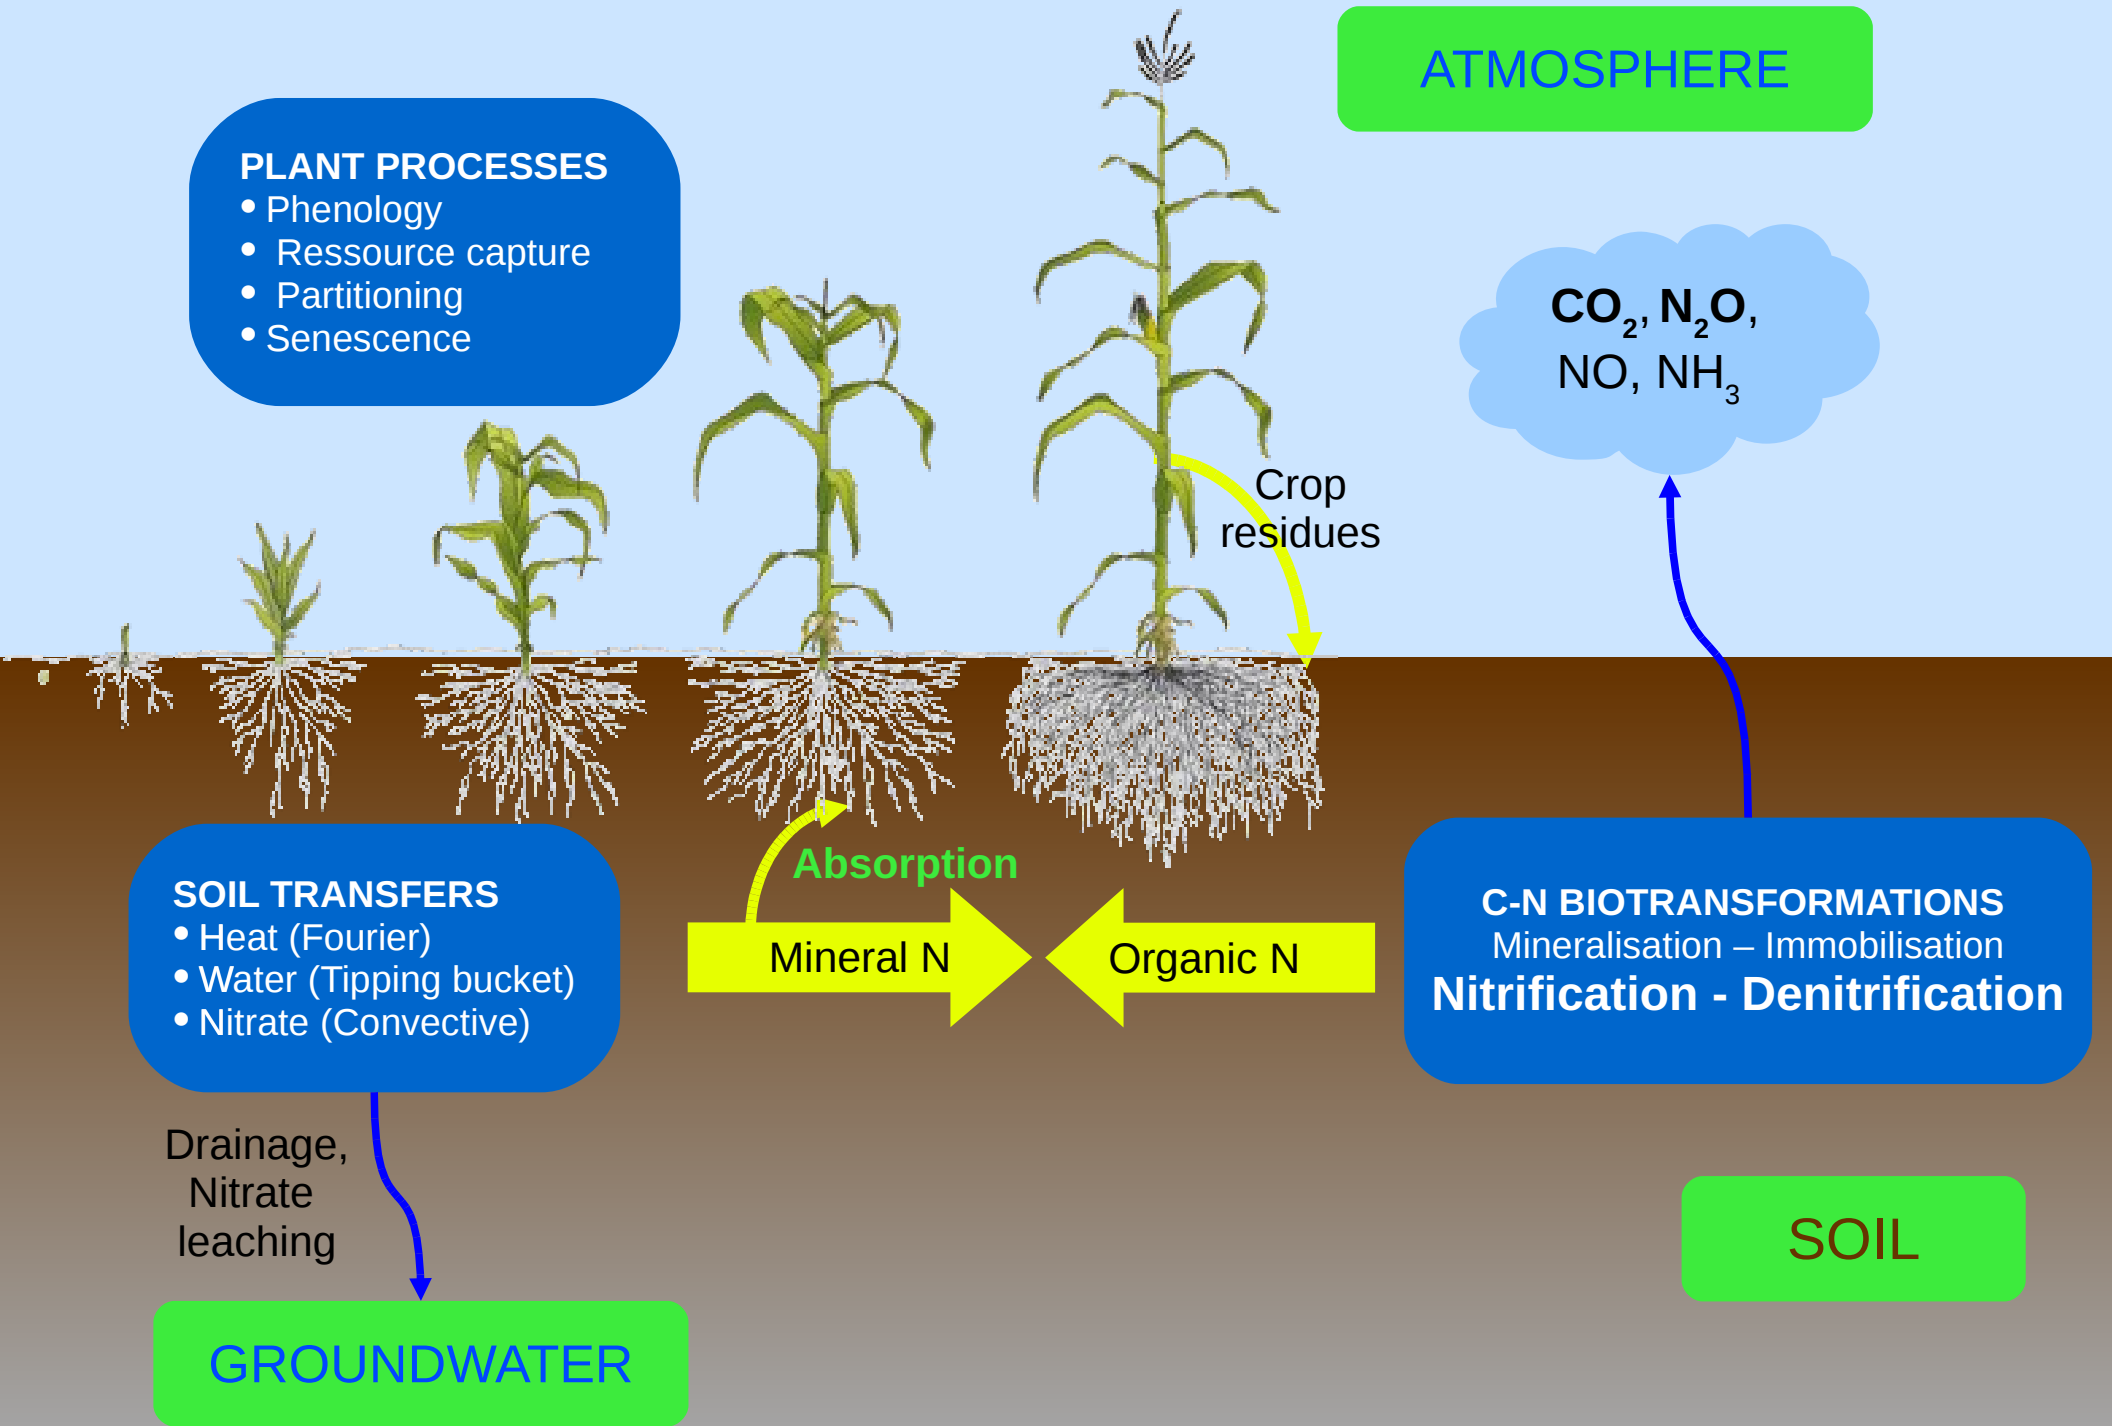 ATMOSPHERE
PLANT PROCESSES
• Phenology
• Ressource capture
• Partitioning
• Senescence
CO₂, N₂O,
NO, NH₃
Crop
residues
Absorption
Mineral N
Organic N
SOIL TRANSFERS
• Heat (Fourier)
• Water (Tipping bucket)
• Nitrate (Convective)
C-N BIOTRANSFORMATIONS
Mineralisation – Immobilisation
Nitrification - Denitrification
Drainage,
Nitrate
leaching
SOIL
GROUNDWATER